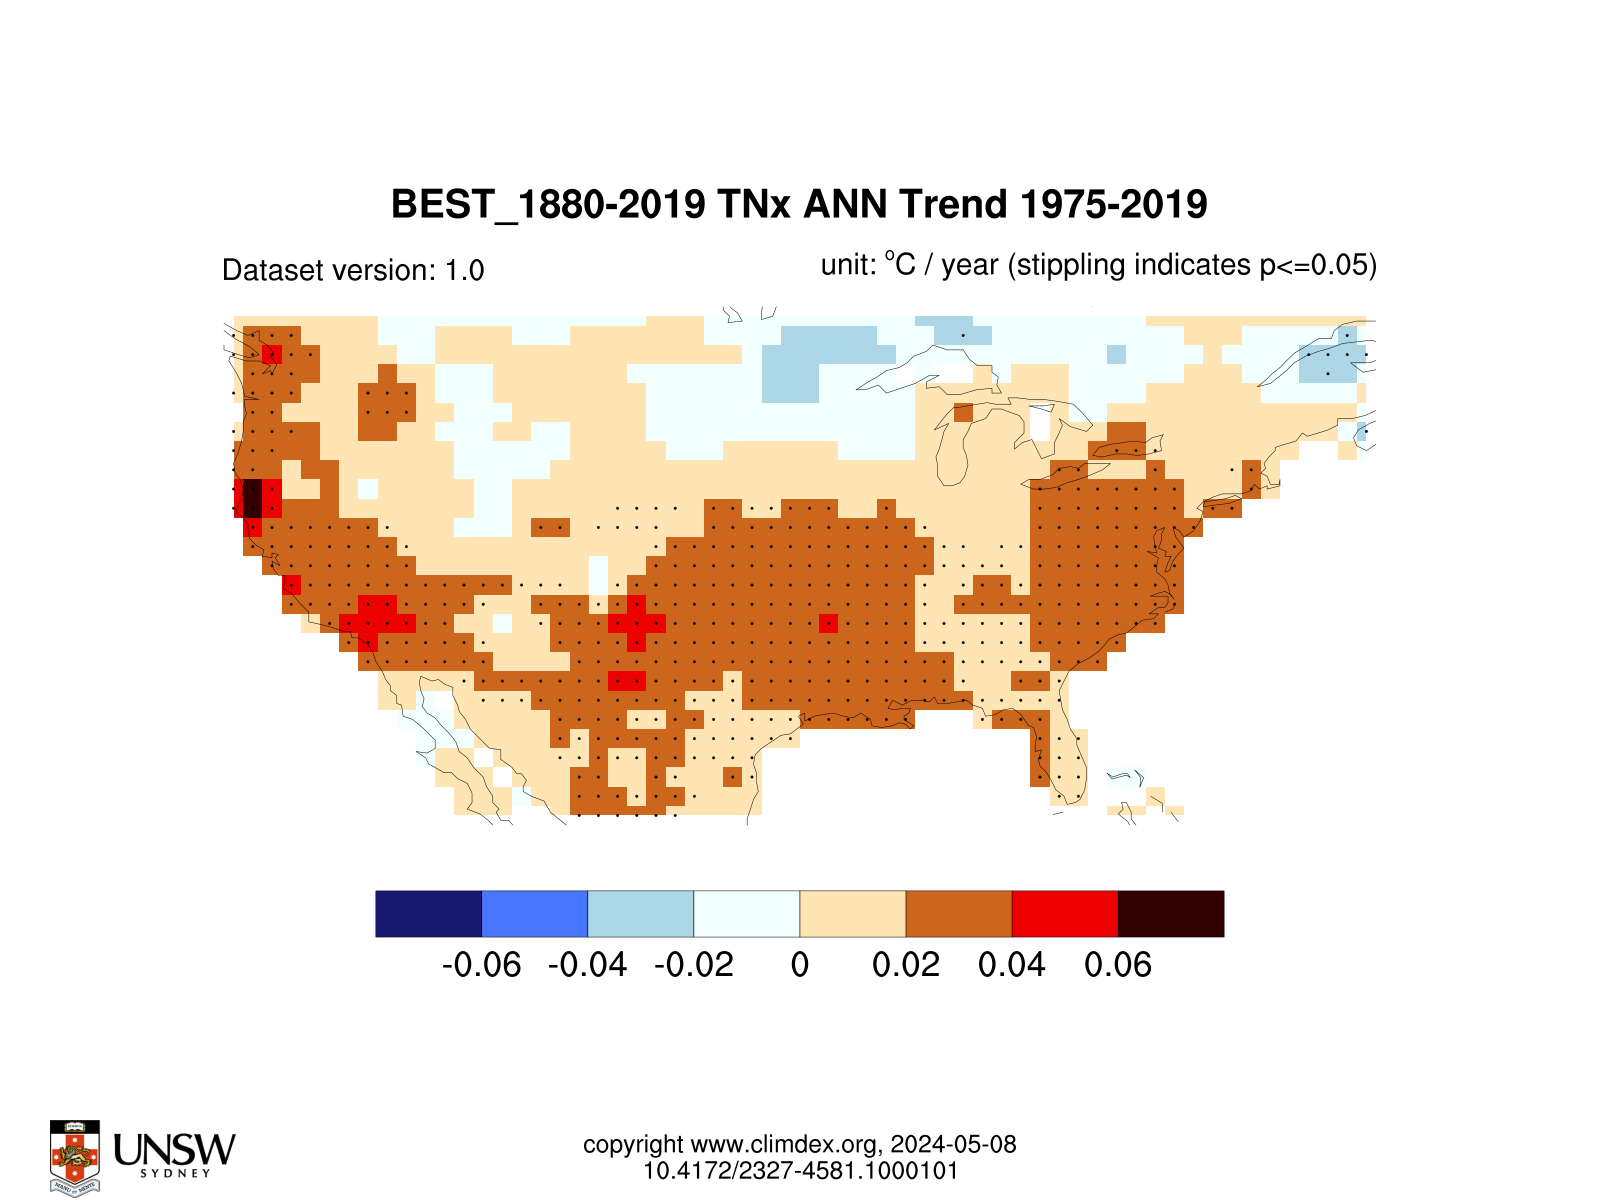 BEST_1880-2019 TNx ANN Trend 1975-2019
Dataset version: 1.0
unit: °C / year (stippling indicates p<=0.05)
-0.06 -0.04 -0.02 0 0.02 0.04 0.06
UNSW
SYDNEY
copyright www.climdex.org, 2024-05-08
10.4172/2327-4581.1000101